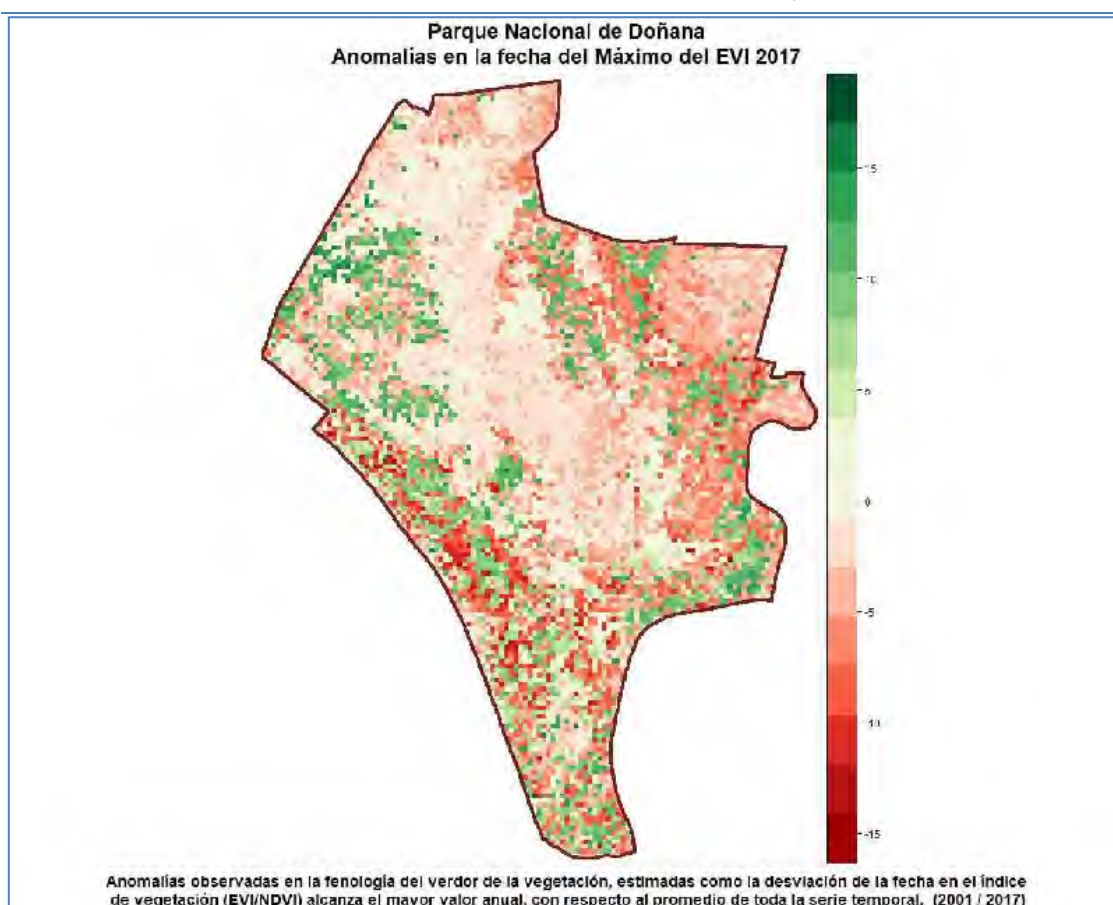 Parque Nacional de Doñana
Anomalías en la fecha del Máximo del EVI 2017
15
10
5
0
-5
-10
-15
Anomalías observadas en la fenología del verdor de la vegetación, estimadas como la desviación de la fecha en el índice
de vegetación (EVI/NDVI) alcanza el mayor valor anual, con respecto al promedio de toda la serie temporal. (2001 / 2017)